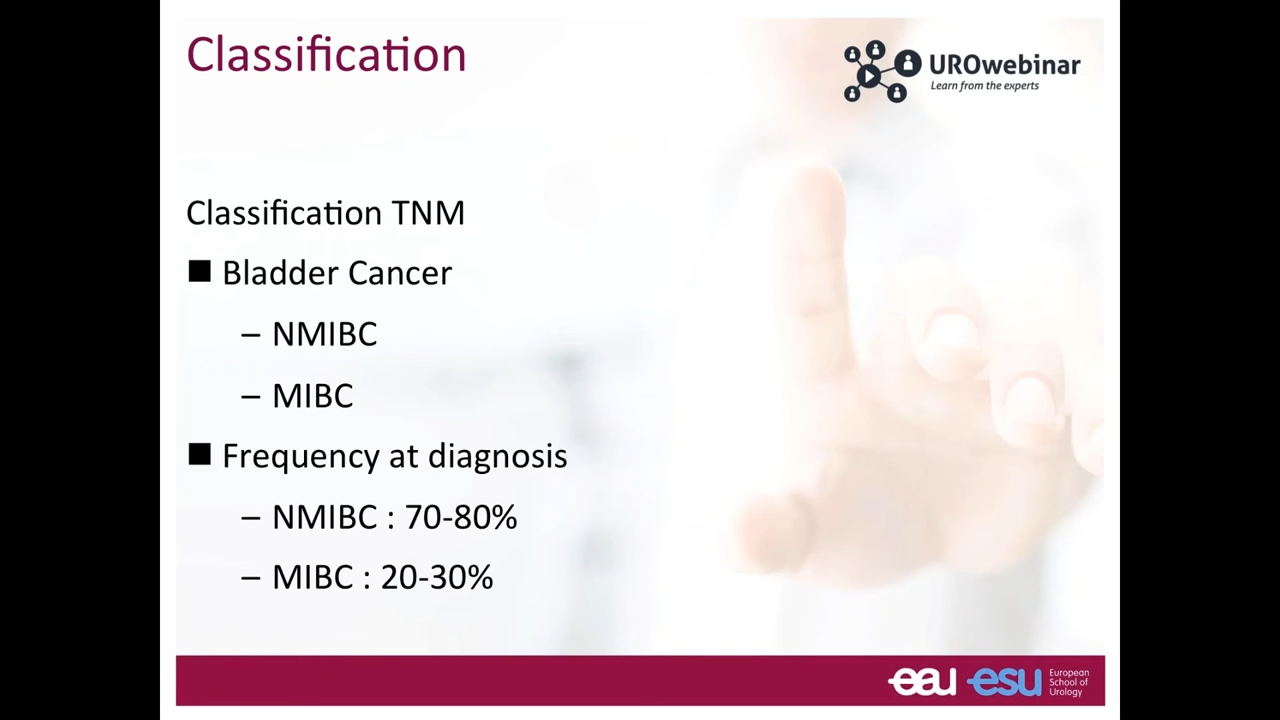 Classification
UROwebinar
Learn from the experts
Classification TNM
■ Bladder Cancer
– NMIBC
– MIBC
■ Frequency at diagnosis
– NMIBC : 70-80%
– MIBC : 20-30%
eau esu European
School of
Urology